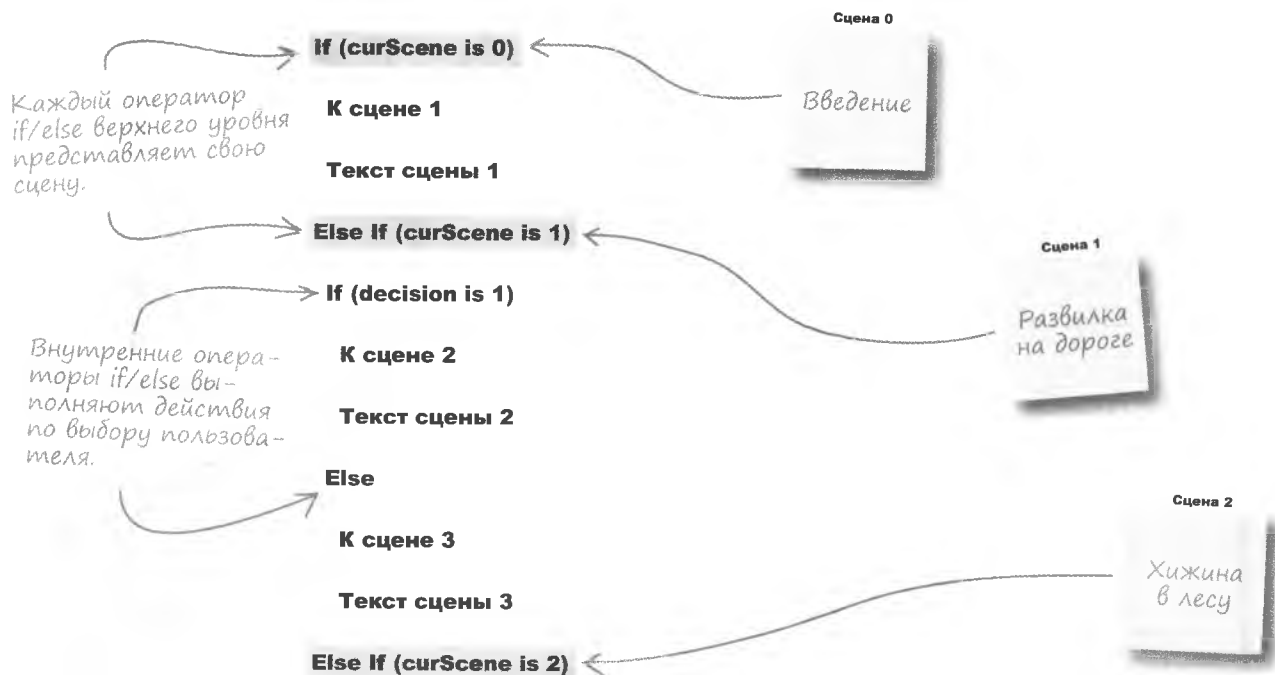 Сцена 0
If (curScene is 0)
Введение
Каждый оператор
if/else верхнего уровня
представляет свою
сцену.
К сцене 1
Текст сцены 1
Else If (curScene is 1)
Сцена 1
Развилка
на дороге
If (decision is 1)
Внутренние опера-
торы if/else вы-
полняют действия
по выбору пользова-
теля.
К сцене 2
Текст сцены 2
Else
К сцене 3
Текст сцены 3
Сцена 2
Хижина
в лесу
Else If (curScene is 2)